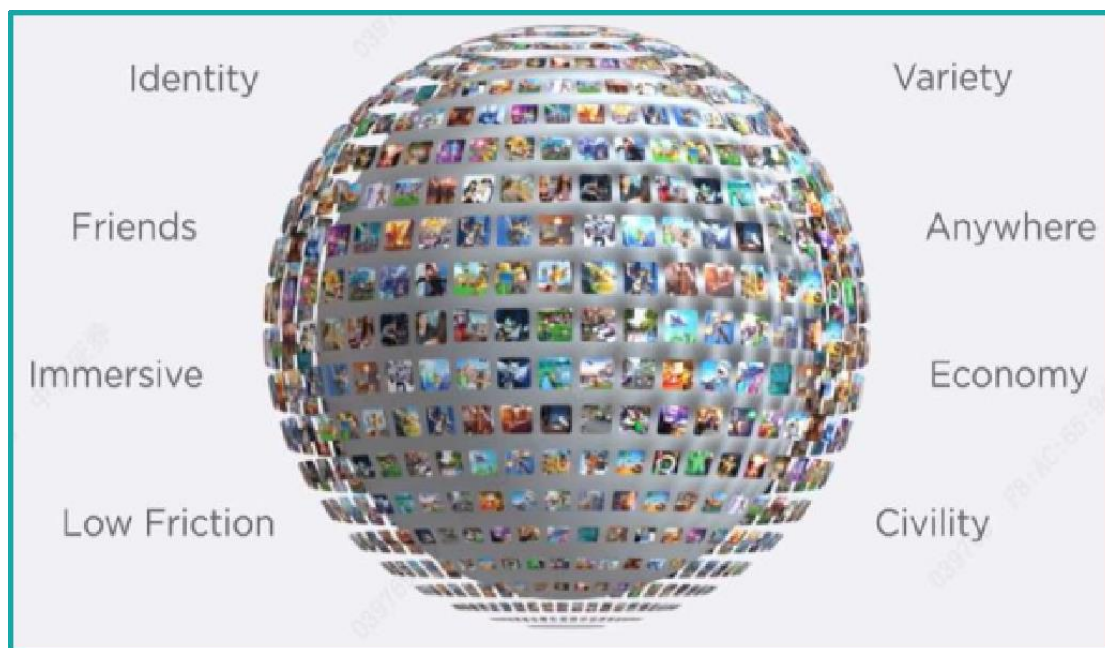 Identity
Variety
Friends
Anywhere
Immersive
Economy
Low Friction
Civility